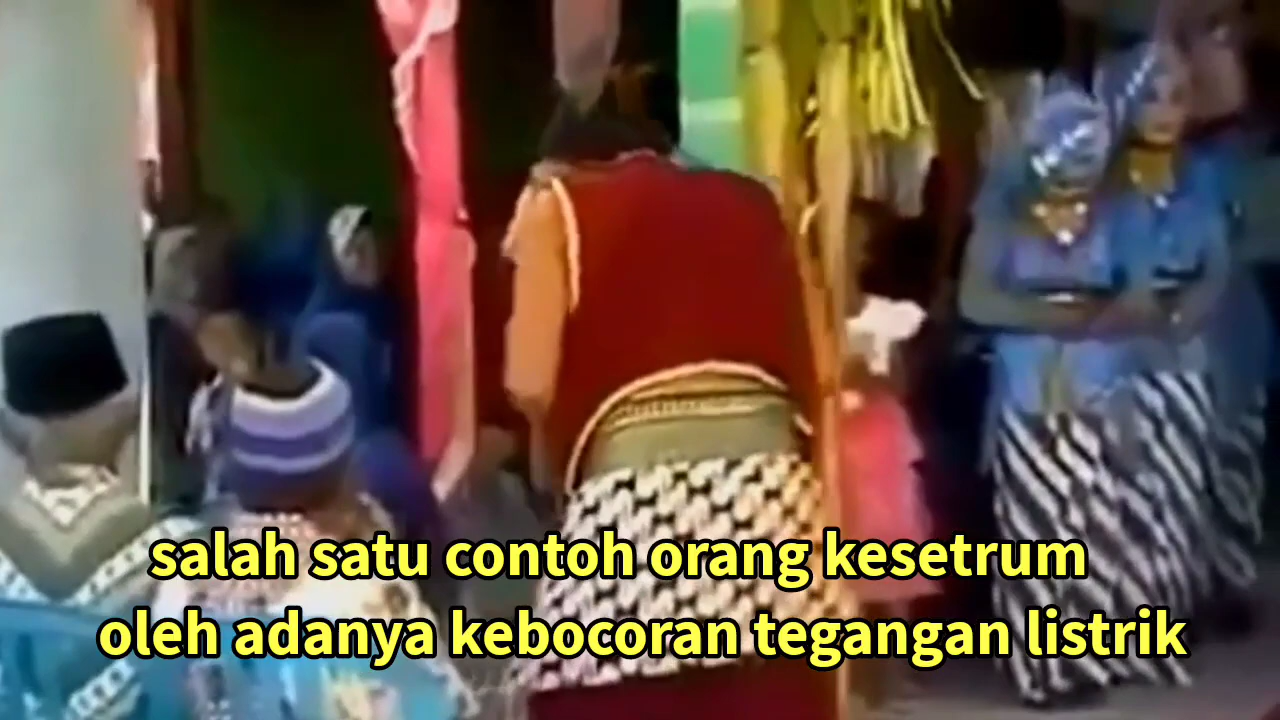 salah satu contoh orang kesetrum
oleh adanya kebocoran tegangan listrik